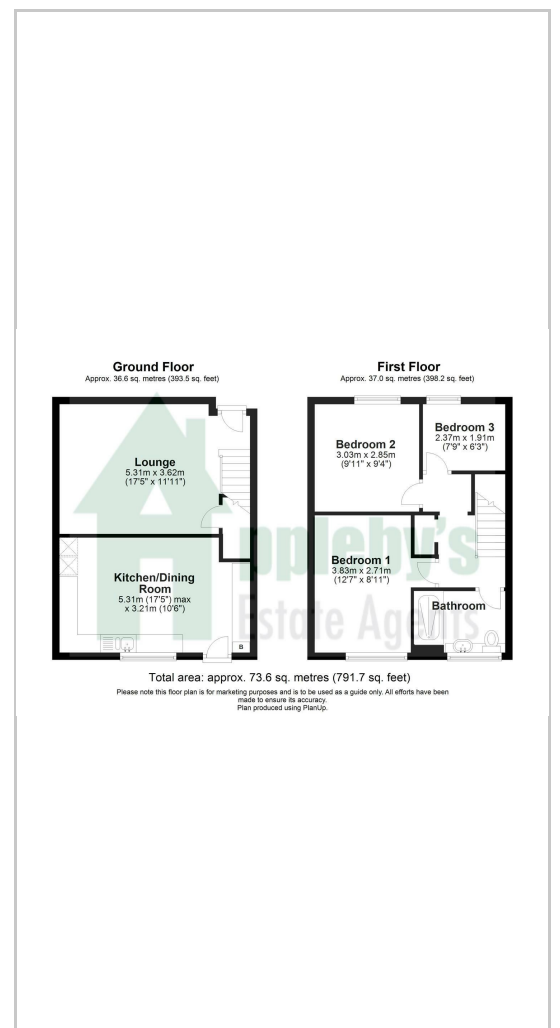 Ground Floor
Approx. 36.6 sq. metres (393.5 sq. feet)
Lounge
5.31m x 3.62m
(17'5" x 11'11")
Kitchen/Dining
Room
5.31m (17'5") max
x 3.21m (10'6")
B
First Floor
Approx. 37.0 sq. metres (398.2 sq. feet)
Bedroom 2
3.03m x 2.85m
(9'11" x 9'4")
Bedroom 3
2.37m x 1.91m
(7'9" x 6'3")
Bedroom 1
3.83m x 2.71m
(12'7" x 8'11")
Bathroom
ppleby's
Estate Agents
Total area: approx. 73.6 sq. metres (791.7 sq. feet)
Please note this floor plan is for marketing purposes and is to be used as a guide only. All efforts have been
made to ensure its accuracy.
Plan produced using PlanUp.